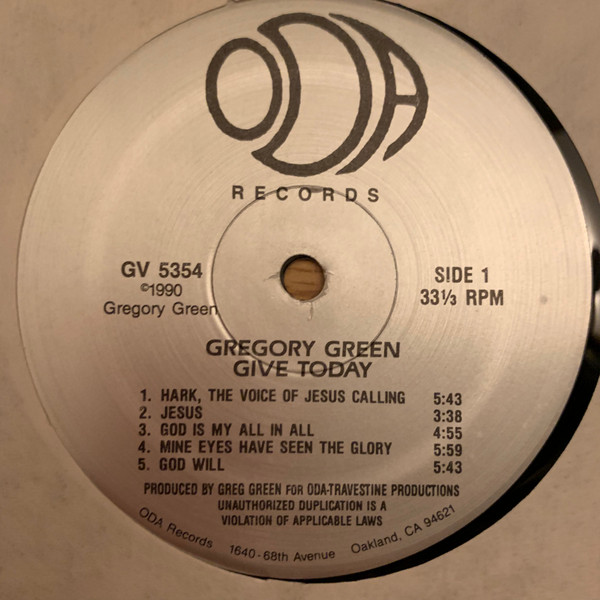 ODA
RECORDS
GV 5354
©1990
Gregory Green
SIDE 1
33⅓ RPM
GREGORY GREEN
GIVE TODAY
1. HARK, THE VOICE OF JESUS CALLING 5:43
2. JESUS 3:38
3. GOD IS MY ALL IN ALL 4:55
4. MINE EYES HAVE SEEN THE GLORY 5:59
5. GOD WILL 5:43
PRODUCED BY GREG GREEN FOR ODA-TRAVESTINE PRODUCTIONS
UNAUTHORIZED DUPLICATION IS A
VIOLATION OF APPLICABLE LAWS
ODA Records 1640-68th Avenue Oakland, CA 94621